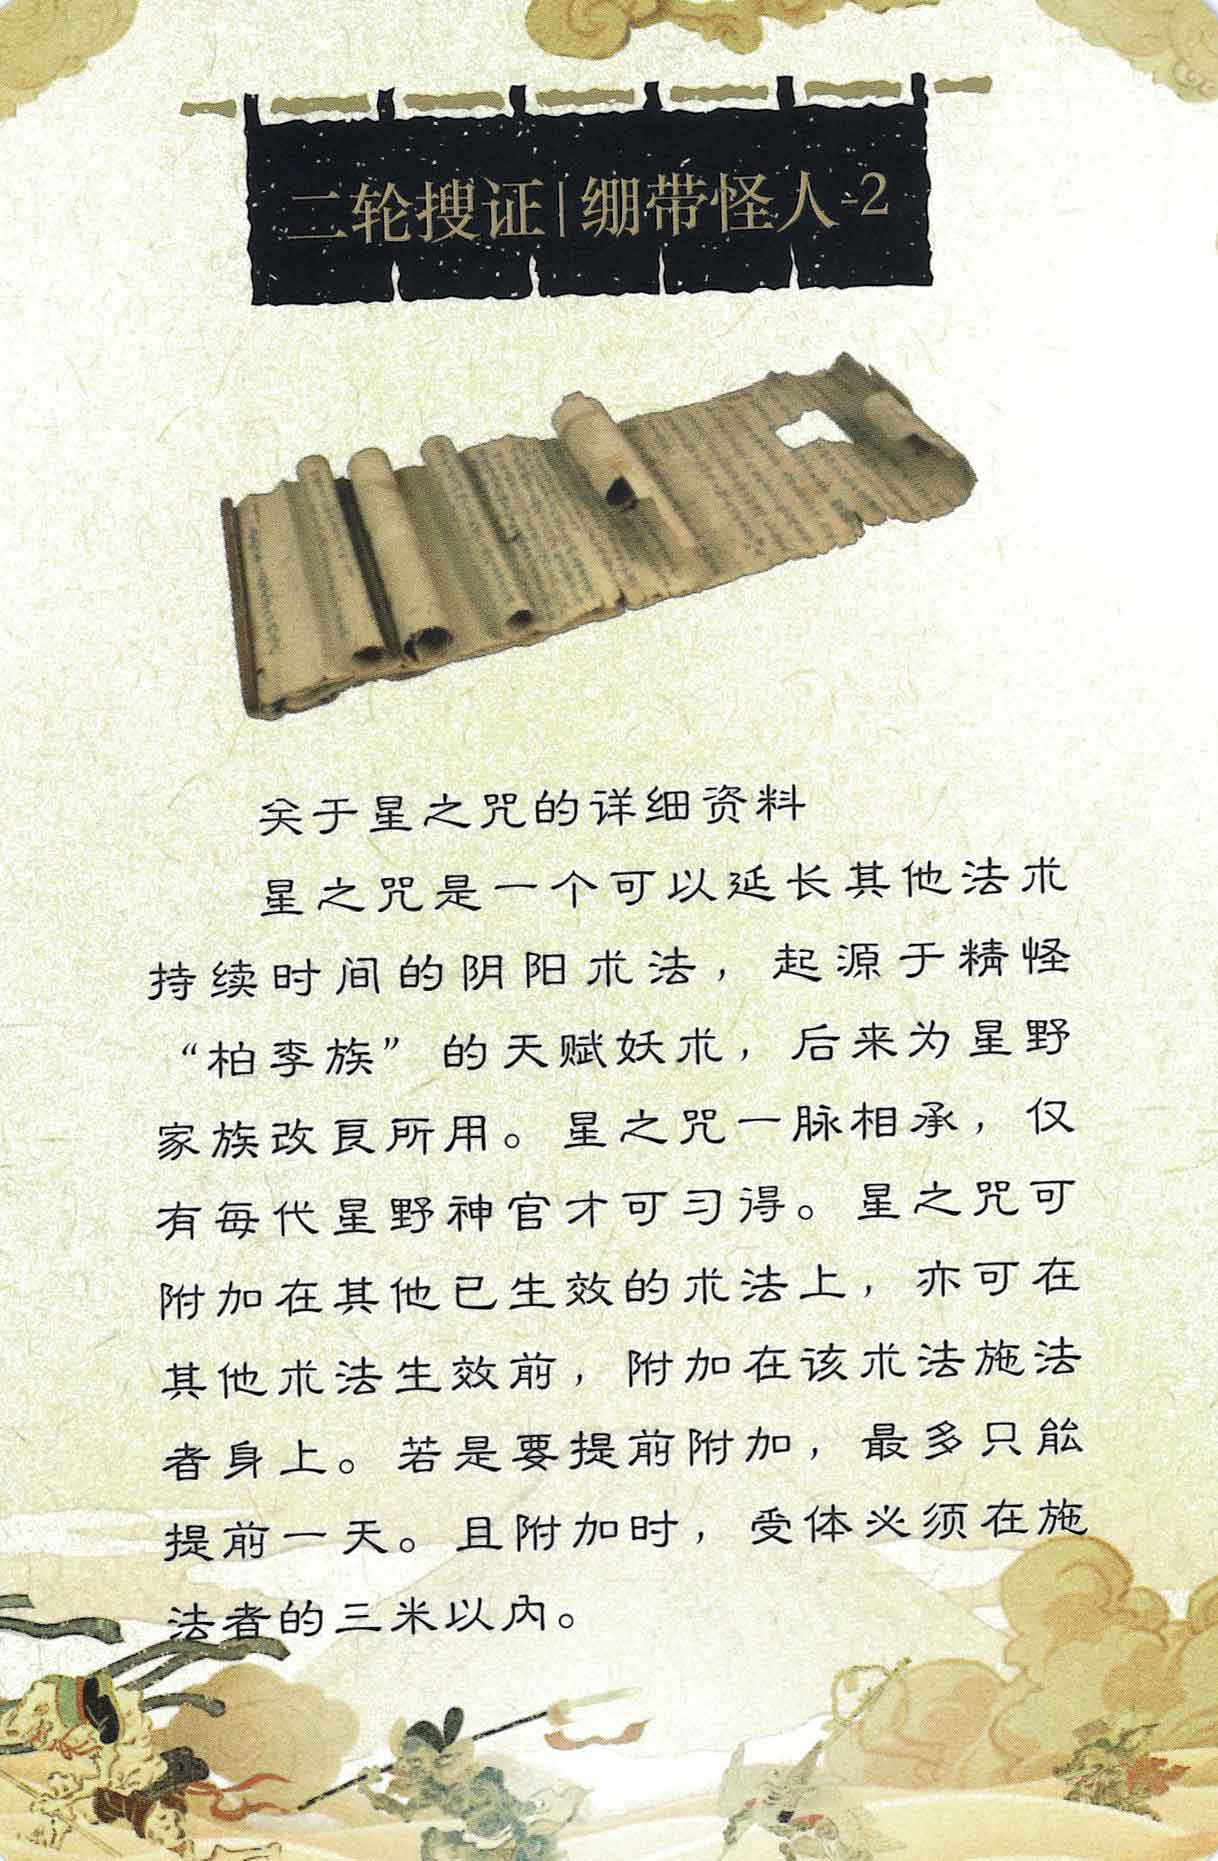 二轮搜证|绷带怪人-2
关于星之咒的详细资料
星之咒是一个可以延长其他法术
持续时间的阴阳术法，起源于精怪
“柏李族”的天赋妖术，后来为星野
家族改良所用。星之咒一脉相承，仅
有每代星野神官才可习得。星之咒可
附加在其他已生效的术法上，亦可在
其他术法生效前，附加在该术法施法
者身上。若是要提前附加，最多只能
提前一天。且附加时，受体必须在施
法者的三米以内。